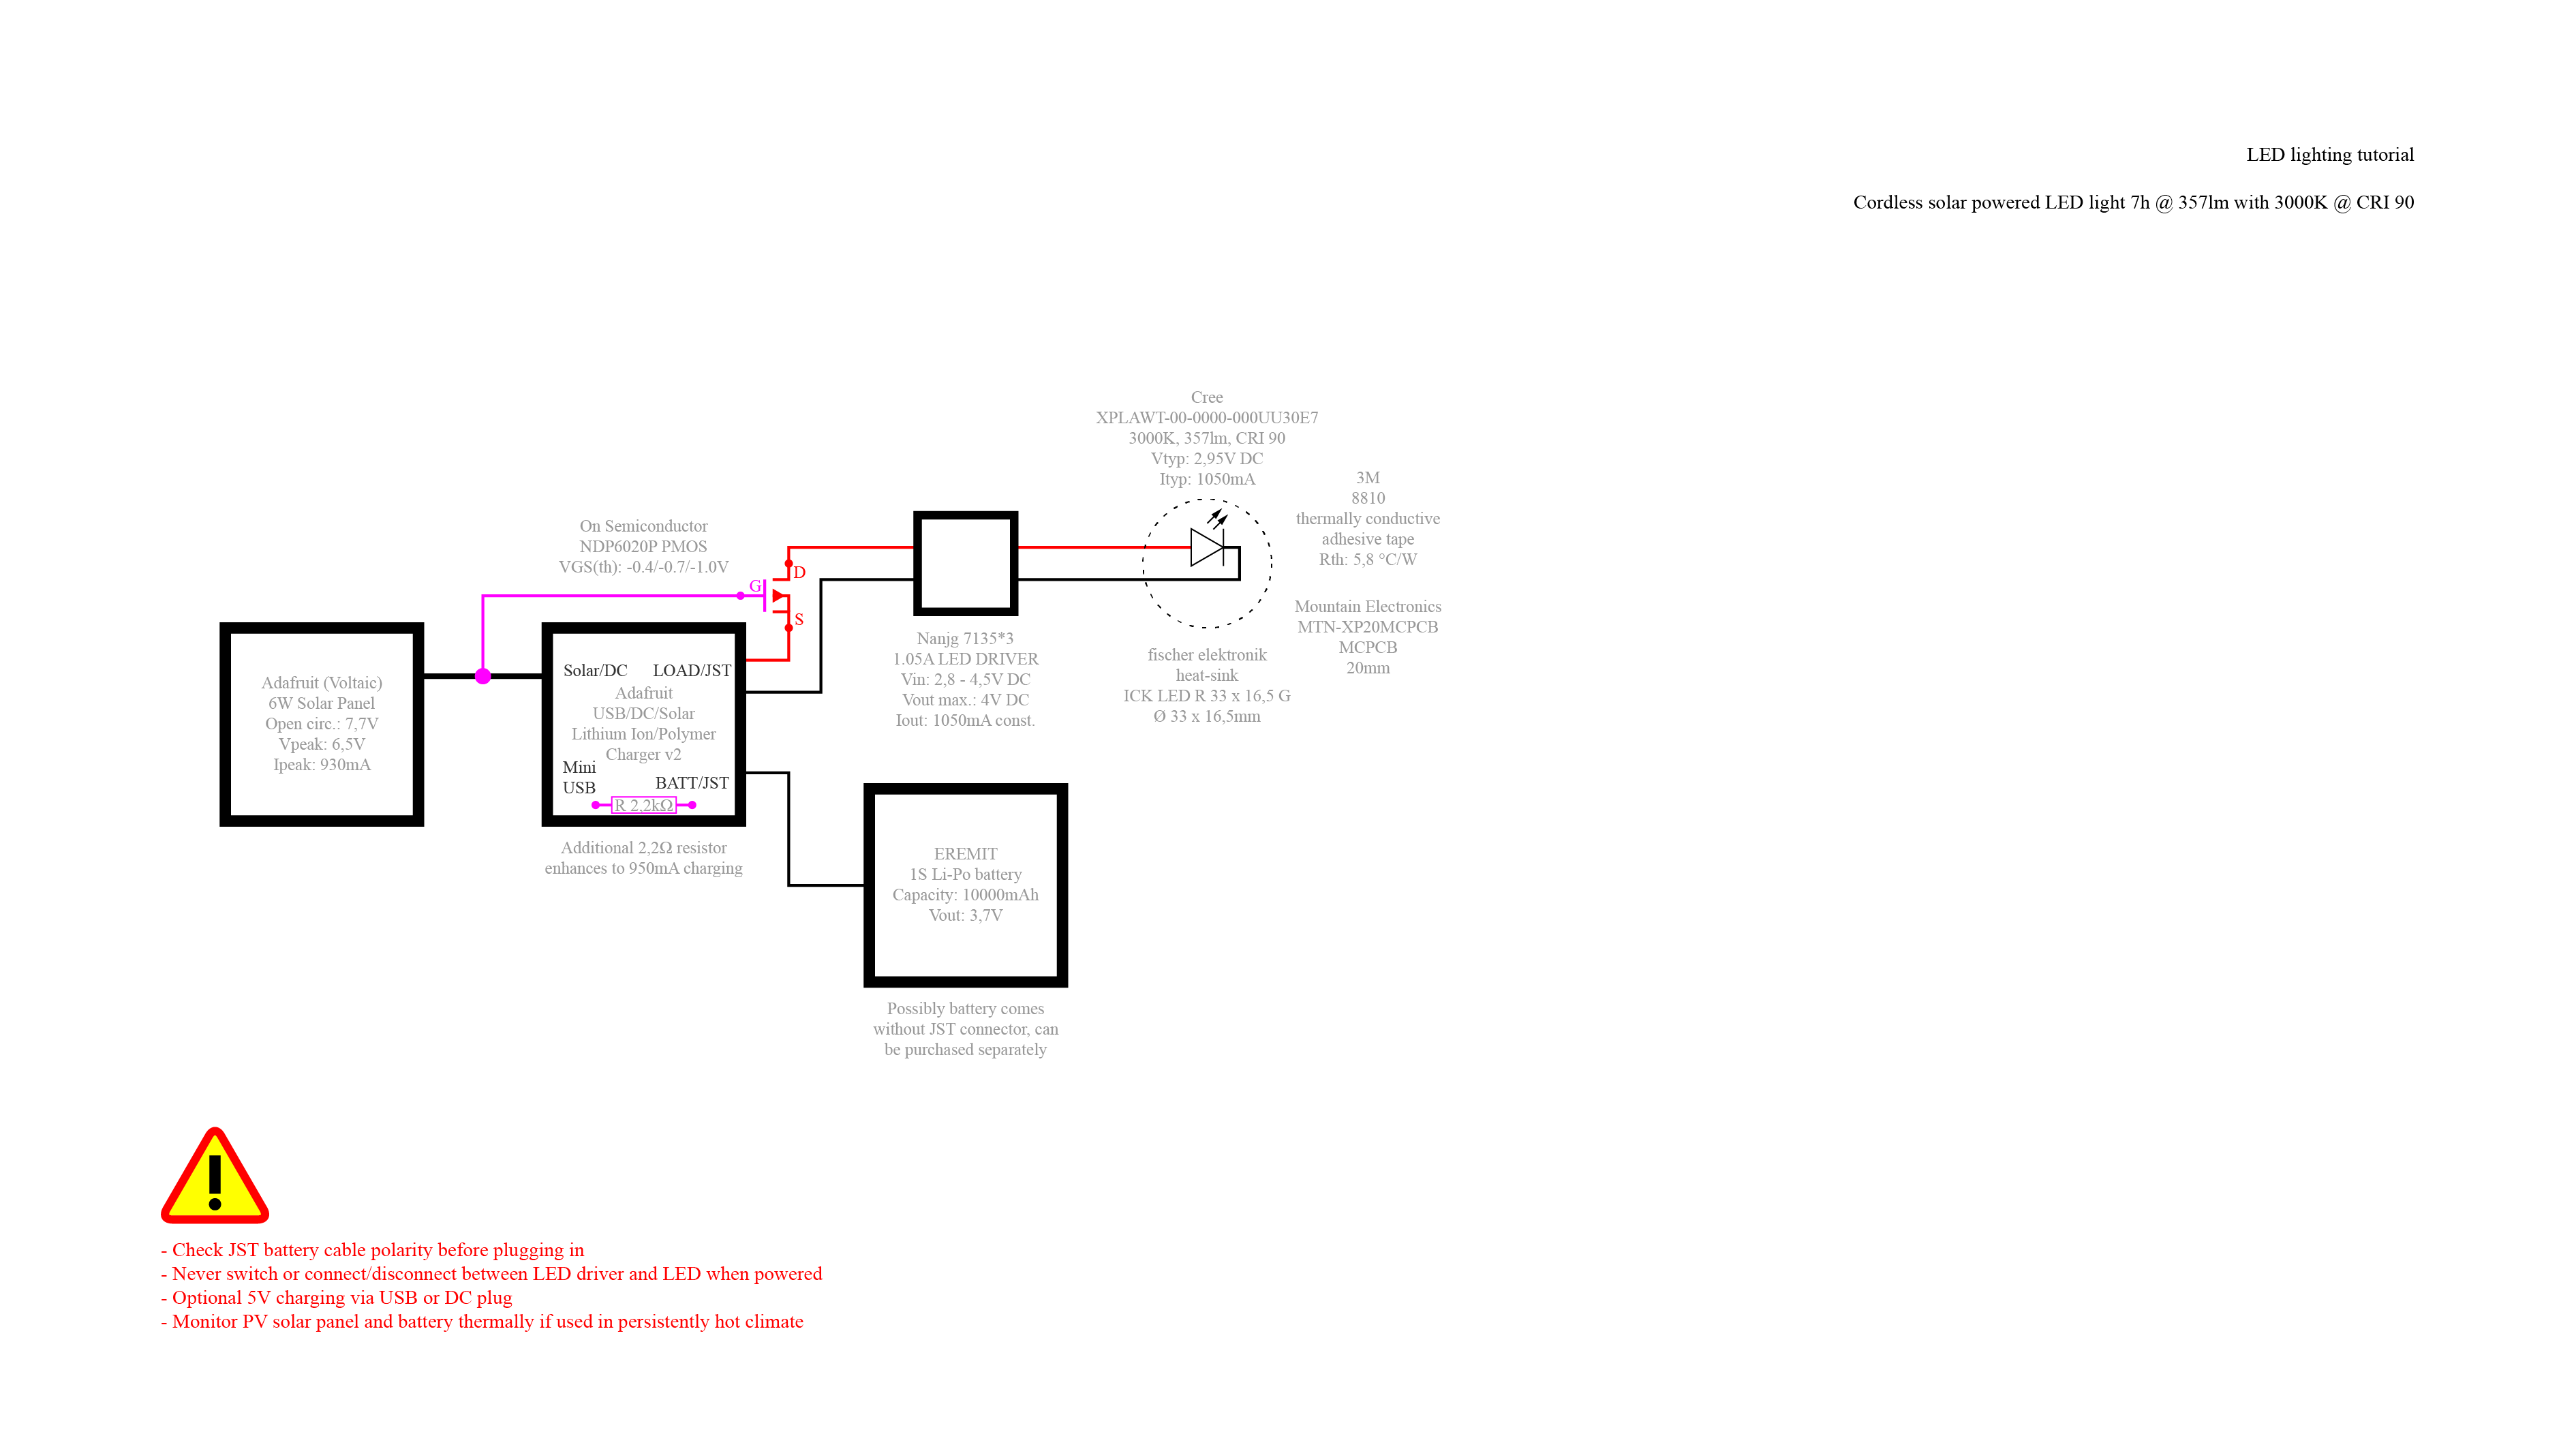 LED lighting tutorial
Cordless solar powered LED light 7h @ 357lm with 3000K @ CRI 90
Cree
XPLAWT-00-0000-000UU30E7
3000K, 357lm, CRI 90
Vtyp: 2,95V DC
Ityp: 1050mA
3M
8810
thermally conductive
adhesive tape
Rth: 5,8 °C/W
On Semiconductor
NDP6020P PMOS
VGS(th): -0.4/-0.7/-1.0V
G
D
S
Mountain Electronics
MTN-XP20MCPCB
MCPCB
20mm
Nanjg 7135*3
1.05A LED DRIVER
Vin: 2,8 - 4,5V DC
Vout max.: 4V DC
Iout: 1050mA const.
fischer elektronik
heat-sink
ICK LED R 33 x 16,5 G
Ø 33 x 16,5mm
Adafruit (Voltaic)
6W Solar Panel
Open circ.: 7,7V
Vpeak: 6,5V
Ipeak: 930mA
Solar/DC
LOAD/JST
Adafruit
USB/DC/Solar
Lithium Ion/Polymer
Charger v2
Mini
USB
BATT/JST
R 2,2kΩ
Additional 2,2Ω resistor
enhances to 950mA charging
EREMIT
1S Li-Po battery
Capacity: 10000mAh
Vout: 3,7V
Possibly battery comes
without JST connector, can
be purchased separately
- Check JST battery cable polarity before plugging in
- Never switch or connect/disconnect between LED driver and LED when powered
- Optional 5V charging via USB or DC plug
- Monitor PV solar panel and battery thermally if used in persistently hot climate